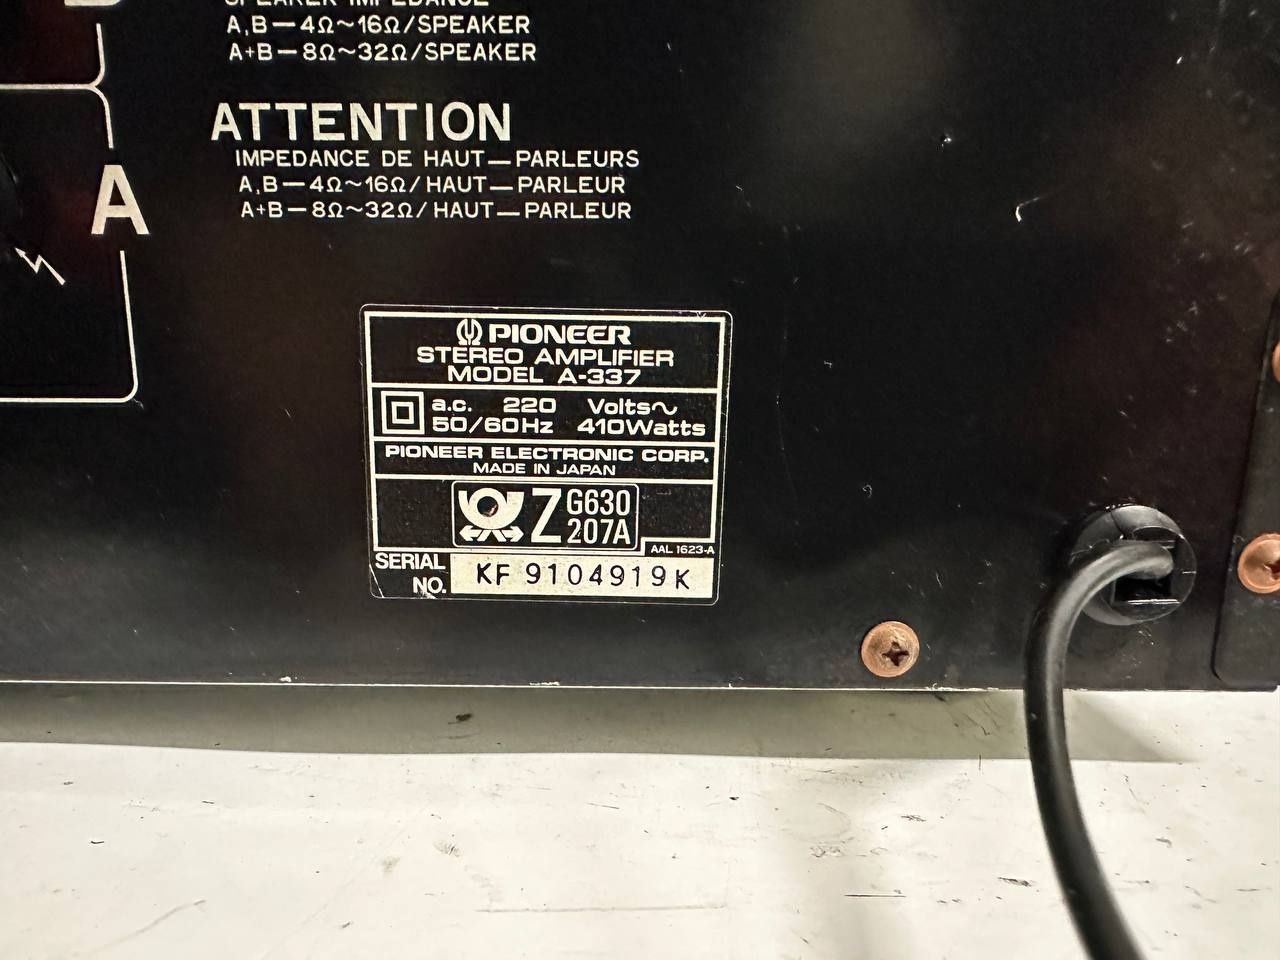 SPEAKER IMPEDANCE
A,B—4Ω~16Ω/SPEAKER
A+B—8Ω~32Ω/SPEAKER
ATTENTION
IMPEDANCE DE HAUT—PARLEURS
A,B—4Ω~16Ω/HAUT—PARLEUR
A+B—8Ω~32Ω/HAUT—PARLEUR
A
PIONEER
STEREO AMPLIFIER
MODEL A-337
a.c. 220 Volts~
50/60Hz 410Watts
PIONEER ELECTRONIC CORP.
MADE IN JAPAN
Z G630
207A
AAL 1623-A
SERIAL
NO. KF 9104919K